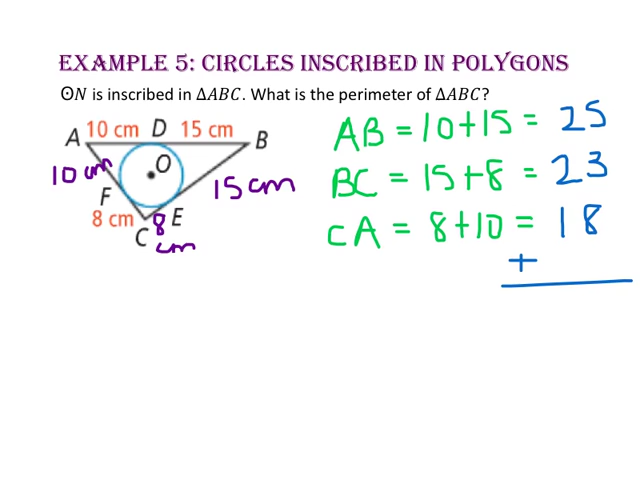 EXAMPLE 5: CIRCLES INSCRIBED IN POLYGONS
ʘN is inscribed in ΔABC. What is the perimeter of ΔABC?
A 10 cm D 15 cm B
10 cm O
15 cm
F
8 cm 8 E
C cm
AB = 10+15 = 25
BC = 15+8 = 23
CA = 8+10 = 18
+